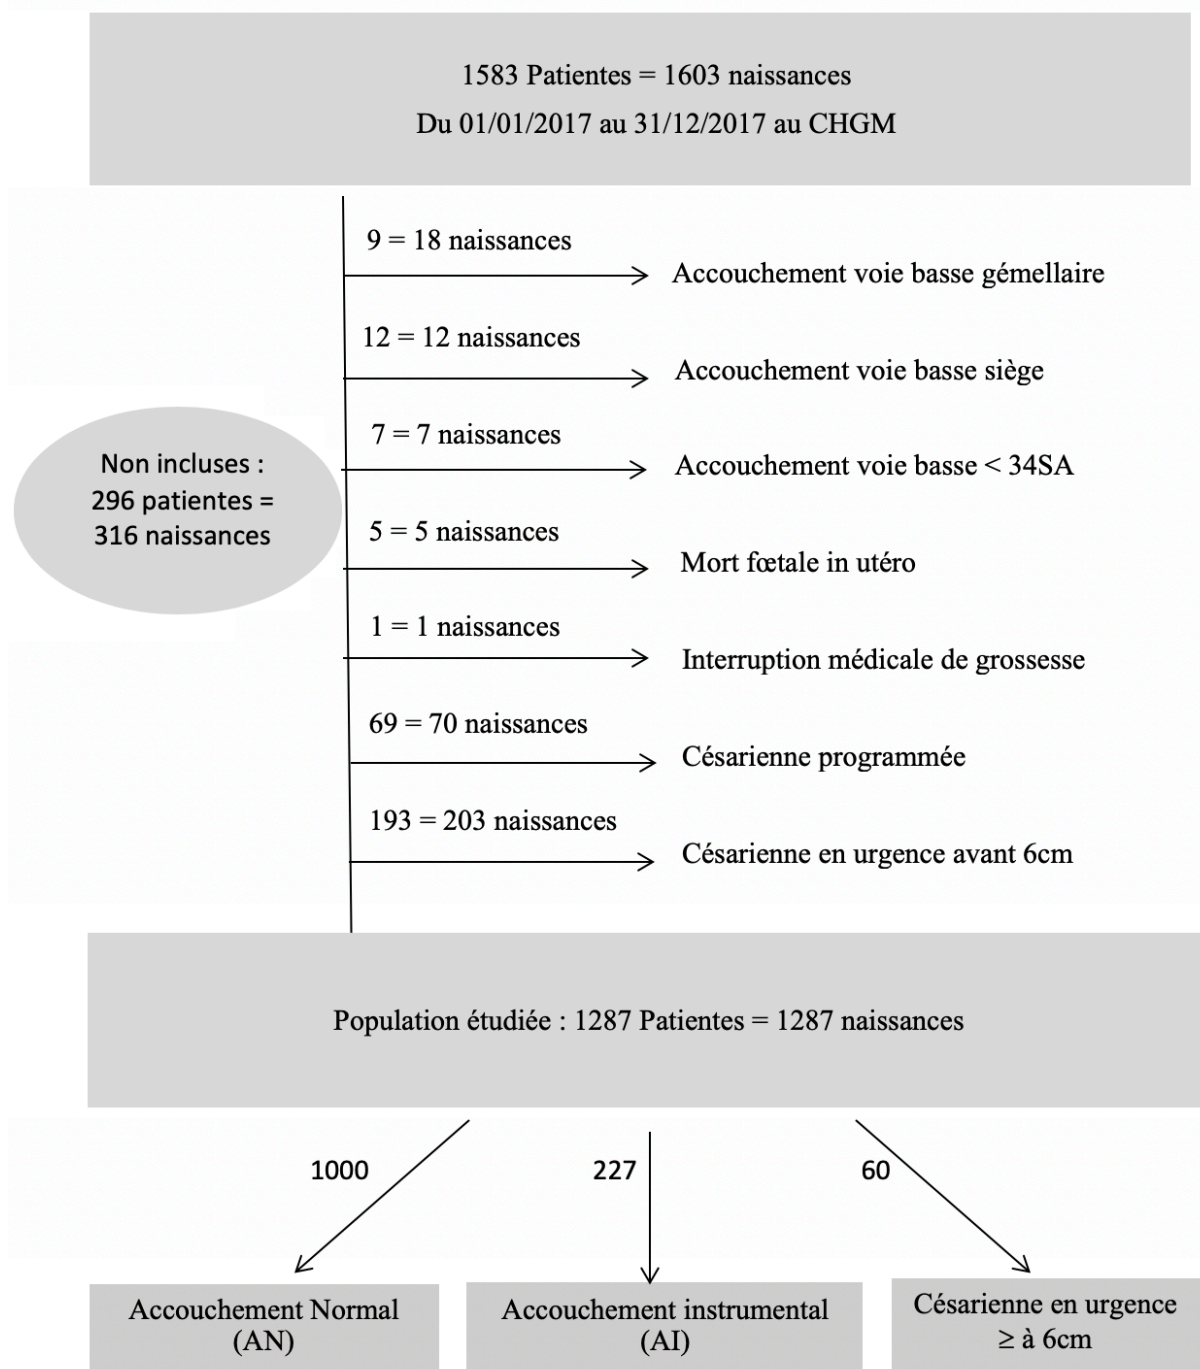 1583 Patientes = 1603 naissances
Du 01/01/2017 au 31/12/2017 au CHGM
9 = 18 naissances
Accouchement voie basse gémellaire
12 = 12 naissances
Accouchement voie basse siège
7 = 7 naissances
Accouchement voie basse < 34SA
Non incluses :
296 patientes =
316 naissances
5 = 5 naissances
Mort fœtale in utéro
1 = 1 naissances
Interruption médicale de grossesse
69 = 70 naissances
Césarienne programmée
193 = 203 naissances
Césarienne en urgence avant 6cm
Population étudiée : 1287 Patientes = 1287 naissances
1000
227
60
Accouchement Normal
(AN)
Accouchement instrumental
(AI)
Césarienne en urgence
≥ à 6cm